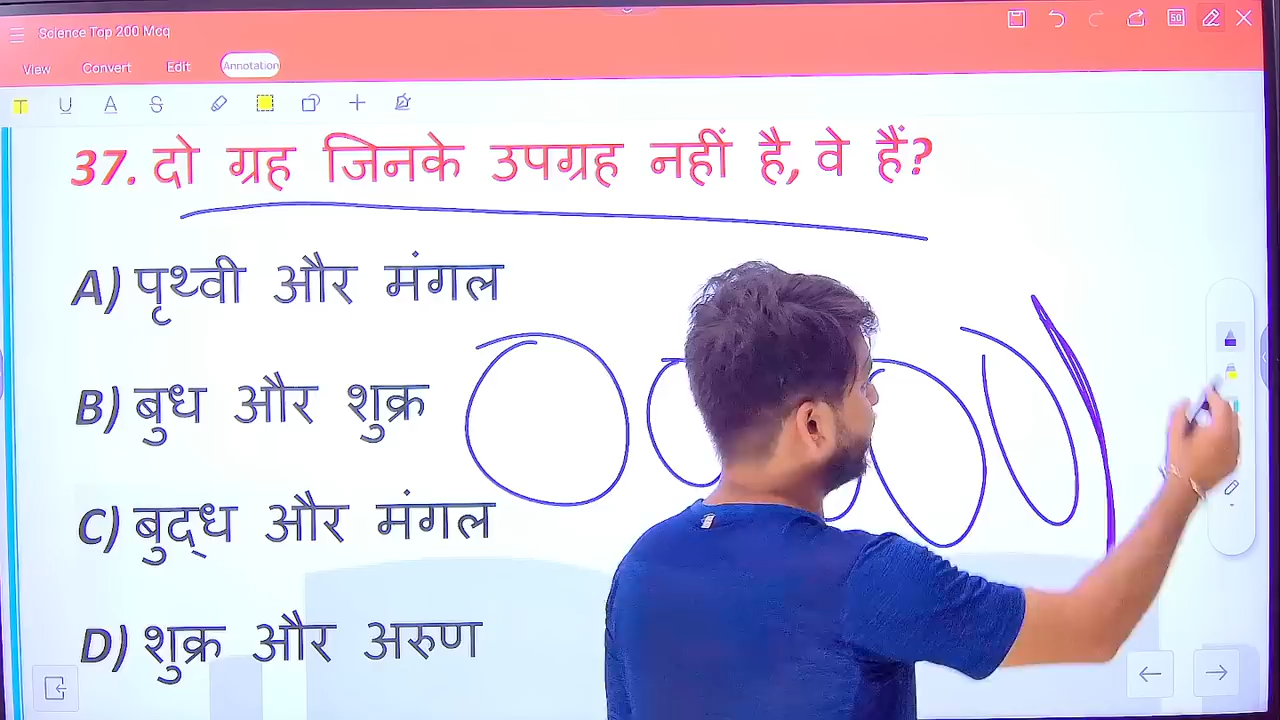 Science Top 200 Mcq
50
View Convert Edit Annotation
T U A S
37. दो ग्रह जिनके उपग्रह नहीं है, वे हैं?
A) पृथ्वी और मंगल
B) बुध और शुक्र
C) बुद्ध और मंगल
D) शुक्र और अरुण